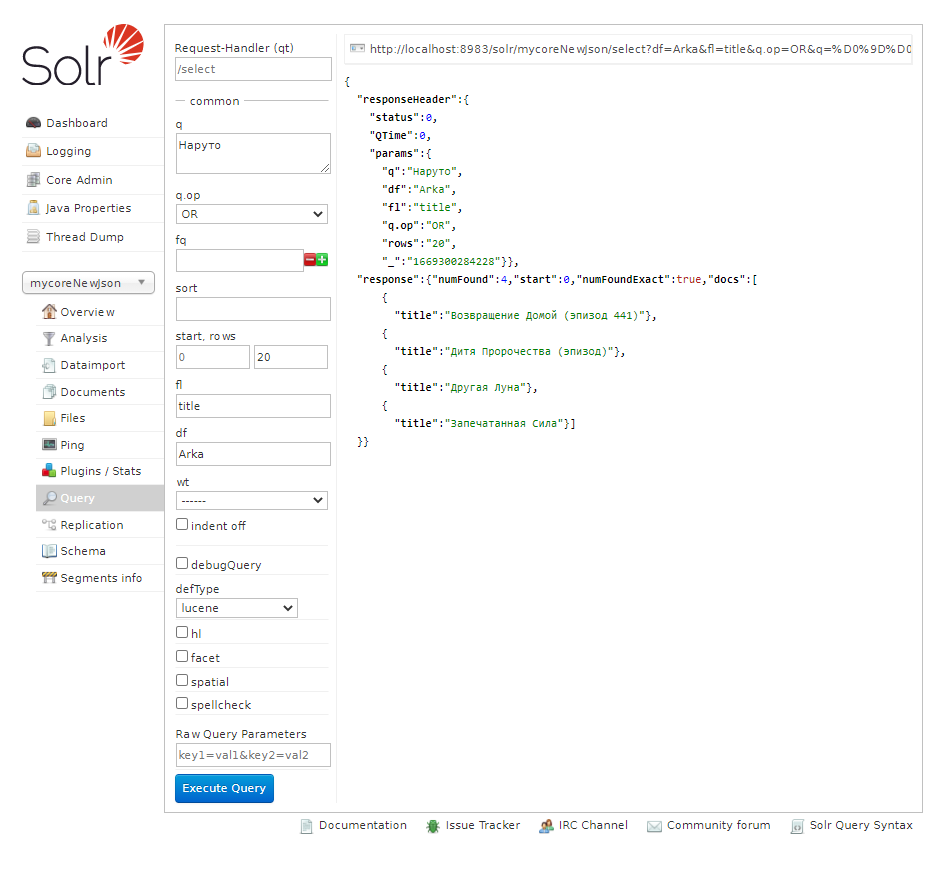 Solr
Dashboard
Logging
Core Admin
Java Properties
Thread Dump
mycoreNewJson
Overview
Analysis
Dataimport
Documents
Files
Ping
Plugins / Stats
Query
Replication
Schema
Segments info
Request-Handler (qt)
/select
common
q
Наруто
q.op
OR
fq
sort
start, rows
0 20
fl
title
df
Arka
wt
------
indent off
debugQuery
defType
lucene
hl
facet
spatial
spellcheck
Raw Query Parameters
key1=val1&key2=val2
Execute Query
http://localhost:8983/solr/mycoreNewJson/select?df=Arka&fl=title&q.op=OR&q=%D0%9D%D0
{
"responseHeader":{
"status":0,
"QTime":0,
"params":{
"q":"Наруто",
"df":"Arka",
"fl":"title",
"q.op":"OR",
"rows":"20",
"_":"1669300284228"}},
"response":{"numFound":4,"start":0,"numFoundExact":true,"docs":[
{
"title":"Возвращение Домой (эпизод 441)"},
{
"title":"Дитя Пророчества (эпизод)"},
{
"title":"Другая Луна"},
{
"title":"Запечатанная Сила"}]
}}
Documentation
Issue Tracker
IRC Channel
Community forum
Solr Query Syntax